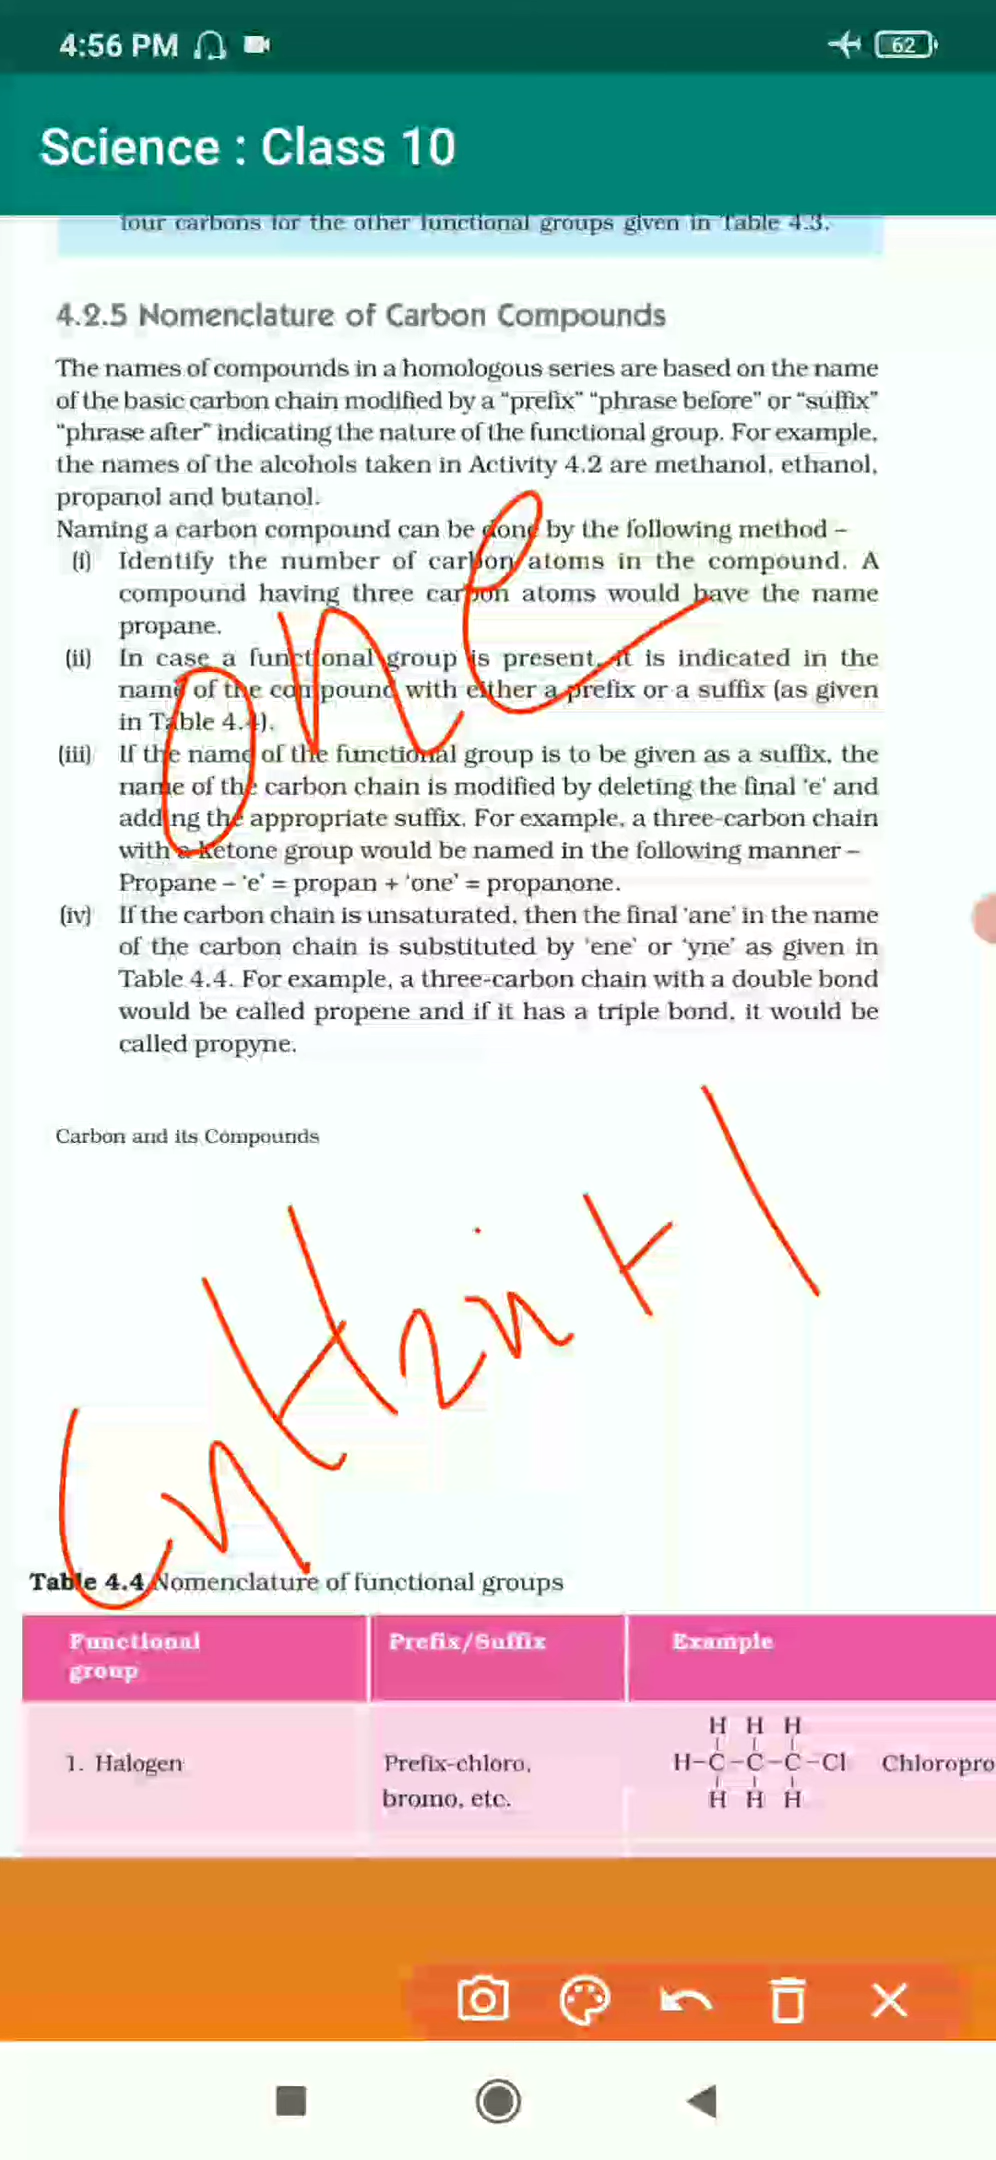 4:56 PM 62
Science : Class 10
four carbons for the other functional groups given in Table 4.3.
4.2.5 Nomenclature of Carbon Compounds
The names of compounds in a homologous series are based on the name
of the basic carbon chain modified by a “prefix” “phrase before” or “suffix”
“phrase after” indicating the nature of the functional group. For example,
the names of the alcohols taken in Activity 4.2 are methanol, ethanol,
propanol and butanol.
Naming a carbon compound can be done by the following method –
(i) Identify the number of carbon atoms in the compound. A
compound having three carbon atoms would have the name
propane.
(ii) In case a functional group is present, it is indicated in the
name of the compound with either a prefix or a suffix (as given
in Table 4.4).
(iii) If the name of the functional group is to be given as a suffix, the
name of the carbon chain is modified by deleting the final ‘e’ and
adding the appropriate suffix. For example, a three-carbon chain
with a ketone group would be named in the following manner –
Propane – ‘e’ = propan + ‘one’ = propanone.
(iv) If the carbon chain is unsaturated, then the final ‘ane’ in the name
of the carbon chain is substituted by ‘ene’ or ‘yne’ as given in
Table 4.4. For example, a three-carbon chain with a double bond
would be called propene and if it has a triple bond, it would be
called propyne.
one
Carbon and its Compounds
CnH2n+1
Table 4.4 Nomenclature of functional groups
Functional group Prefix/Suffix Example
1. Halogen Prefix-chloro, bromo, etc.
H H H
H-C-C-C-Cl Chloropro
H H H